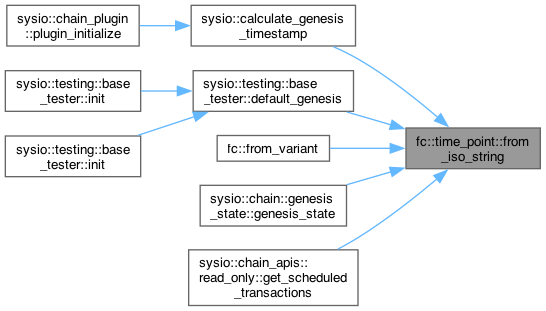 sysio::chain_plugin
::plugin_initialize
sysio::calculate_genesis
_timestamp
sysio::testing::base
_tester::init
sysio::testing::base
_tester::default_genesis
sysio::testing::base
_tester::init
fc::from_variant
fc::time_point::from
_iso_string
sysio::chain::genesis
_state::genesis_state
sysio::chain_apis::
read_only::get_scheduled
_transactions